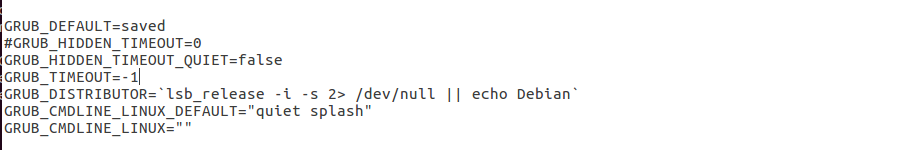 GRUB_DEFAULT=saved
#GRUB_HIDDEN_TIMEOUT=0
GRUB_HIDDEN_TIMEOUT_QUIET=false
GRUB_TIMEOUT=-1
GRUB_DISTRIBUTOR=`lsb_release -i -s 2> /dev/null || echo Debian`
GRUB_CMDLINE_LINUX_DEFAULT="quiet splash"
GRUB_CMDLINE_LINUX=""